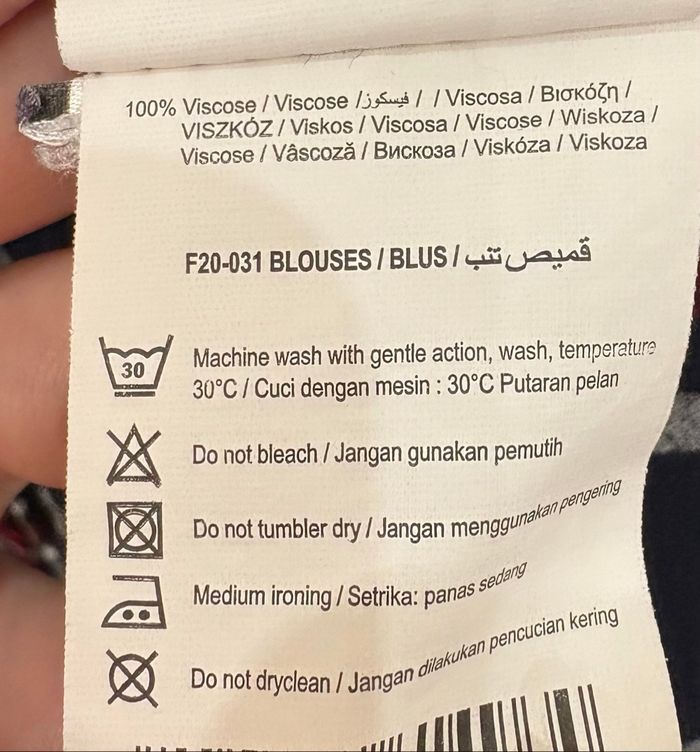 100% Viscose / Viscose / فيسكوز / / Viscosa / Βισκόζη /
VISZKÓZ / Viskos / Viscosa / Viscose / Wiskoza /
Viscose / Vâscoză / Вискоза / Viskóza / Viskoza
F20-031 BLOUSES / BLUS / قميص تتب
30
Machine wash with gentle action, wash, temperature
30°C / Cuci dengan mesin : 30°C Putaran pelan
Do not bleach / Jangan gunakan pemutih
Do not tumbler dry / Jangan menggunakan pengering
Medium ironing / Setrika: panas sedang
Do not dryclean / Jangan dilakukan pencucian kering